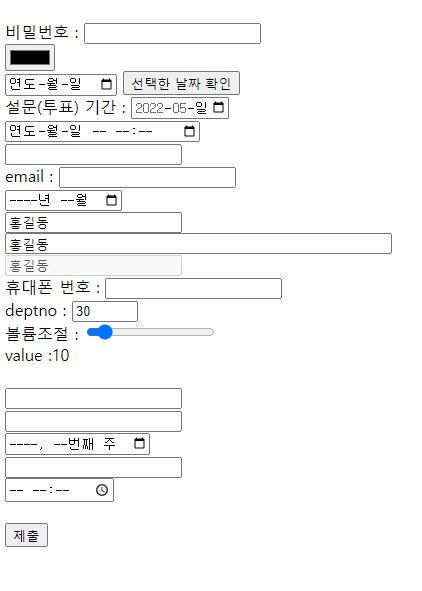 비밀번호 :
연도-월-일 선택한 날짜 확인
설문(투표) 기간 : 2022-05-일
연도-월-일 -- --:--
email :
----년 --월
홍길동
홍길동
홍길동
휴대폰 번호 :
deptno : 30
볼륨조절 :
value :10
----, --번째 주
-- --:--
제출